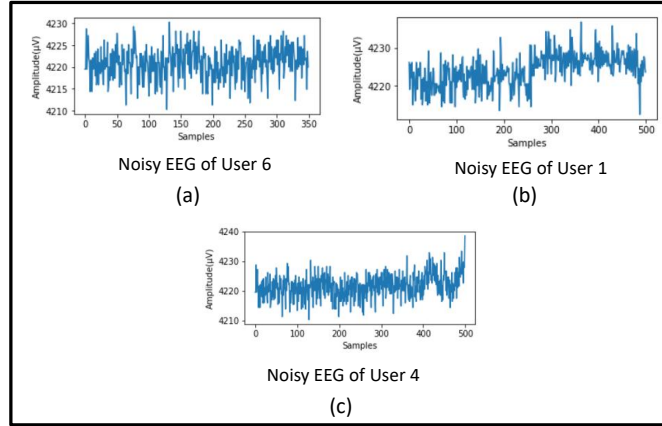 4230
4225
4220
4215
4210
Amplitude(μV)
0 50 100 150 200 250 300 350
Samples
Noisy EEG of User 6
(a)
4230
4220
Amplitude(μV)
0 100 200 300 400 500
Samples
Noisy EEG of User 1
(b)
4240
4230
4220
4210
Amplitude(μV)
0 100 200 300 400 500
Samples
Noisy EEG of User 4
(c)